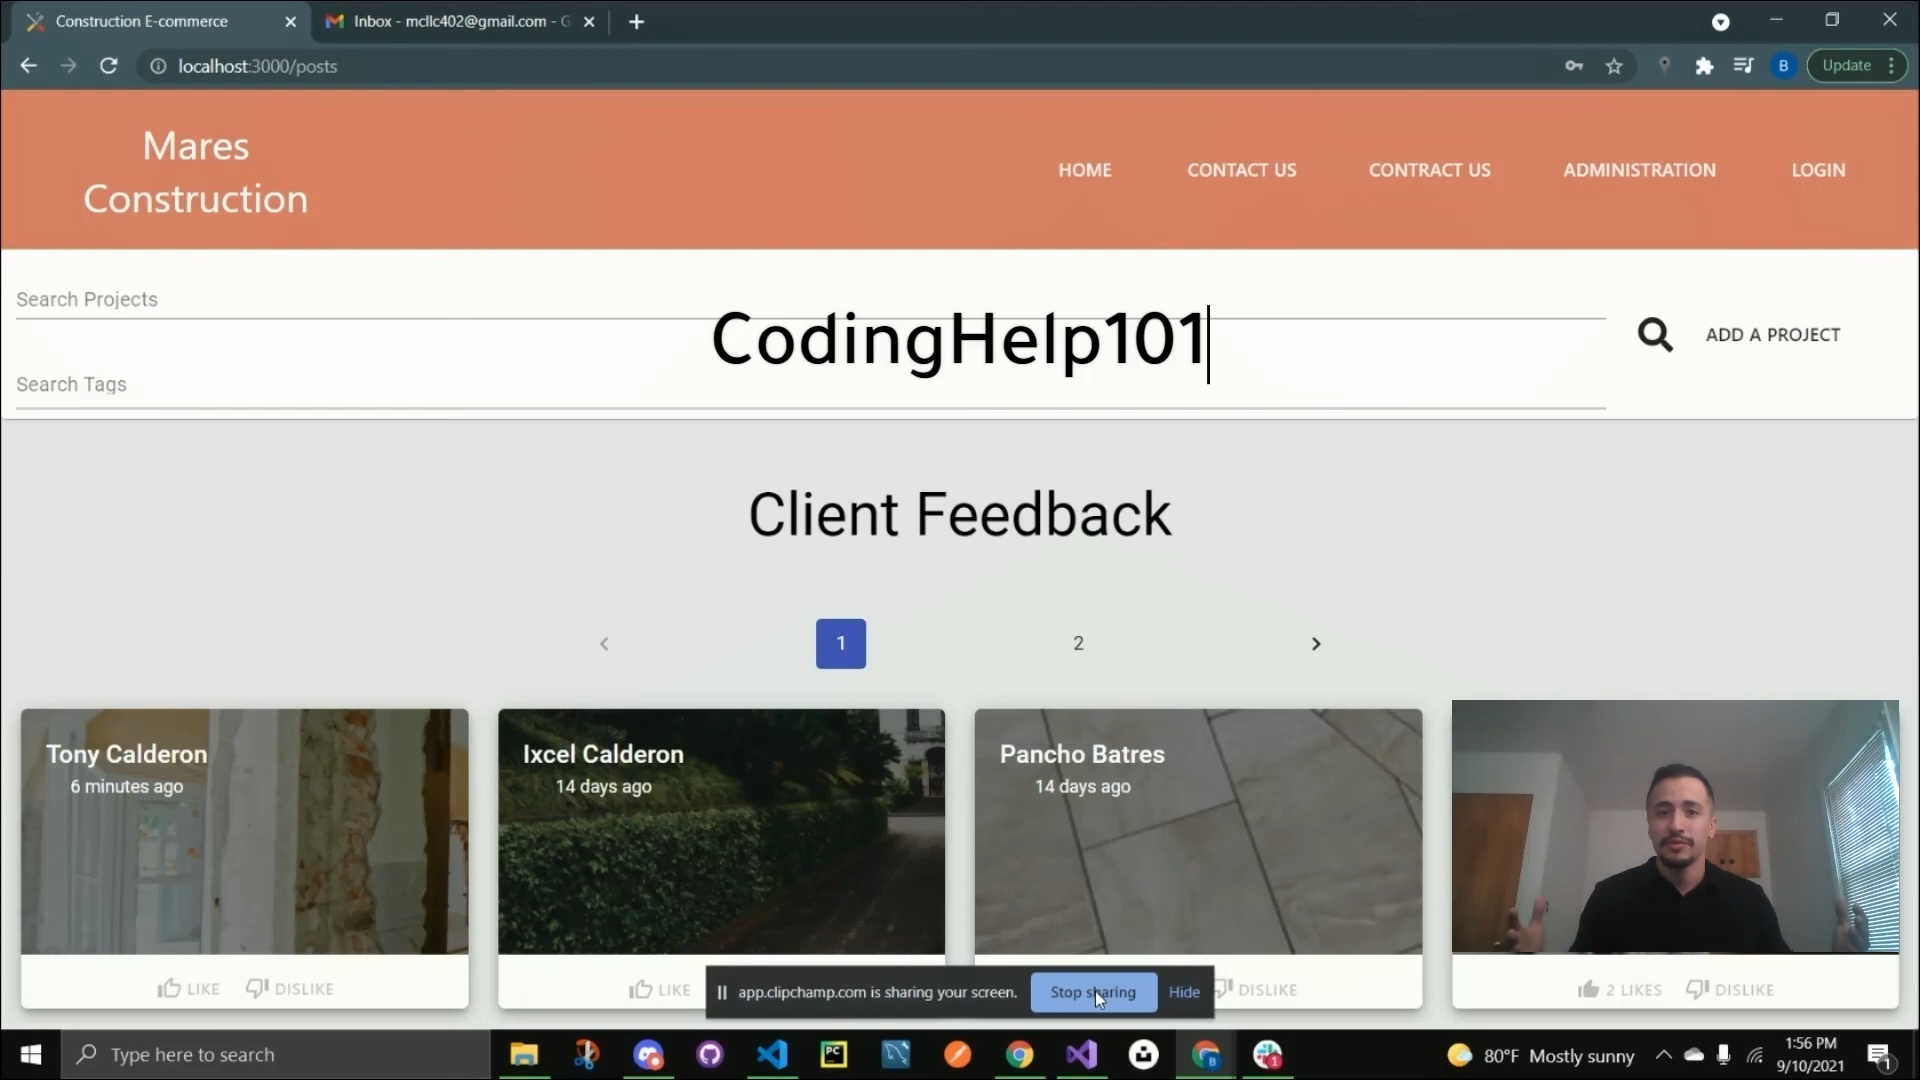 Construction E-commerce
Inbox - mcllc402@gmail.com - G
localhost:3000/posts
B
Update
Mares
Construction
HOME
CONTACT US
CONTRACT US
ADMINISTRATION
LOGIN
Search Projects
CodingHelp101
ADD A PROJECT
Search Tags
Client Feedback
1
2
Tony Calderon
6 minutes ago
Ixcel Calderon
14 days ago
Pancho Batres
14 days ago
LIKE
DISLIKE
LIKE
DISLIKE
2 LIKES
DISLIKE
app.clipchamp.com is sharing your screen.
Stop sharing
Hide
Type here to search
PC
B
1
80°F Mostly sunny
1:56 PM
9/10/2021
1